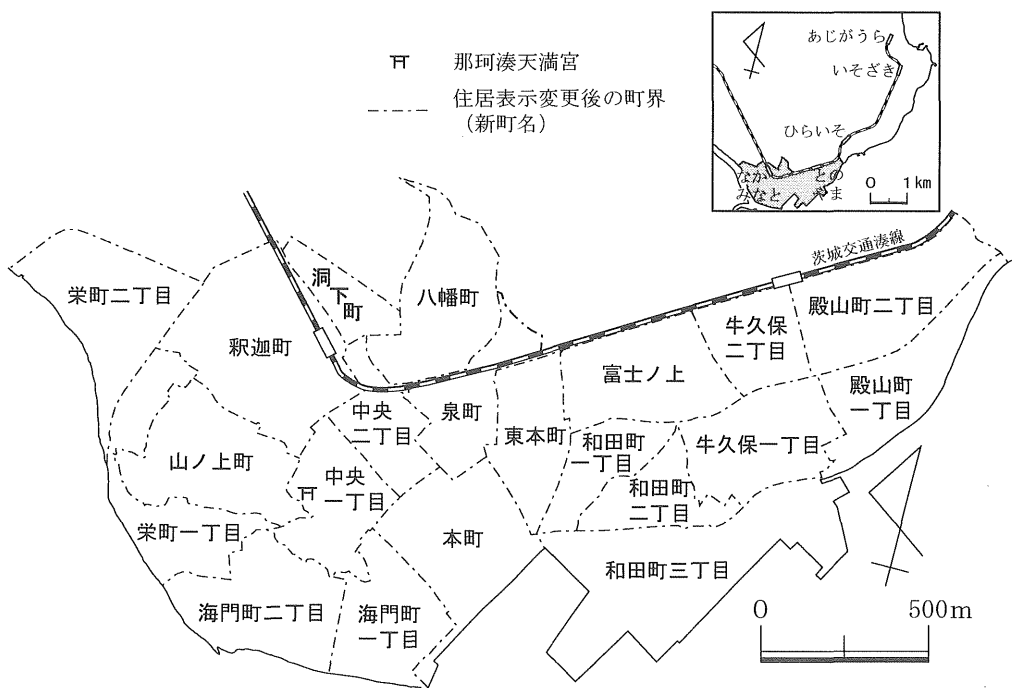 那珂湊天満宮
住居表示変更後の町界
(新町名)
あじがうら
いそざき
ひらいそ
なか
みなと
との
やま
0 1km
茨城交通湊線
栄町二丁目
釈迦町
洞下町
八幡町
殿山町二丁目
牛久保
二丁目
富士ノ上
殿山町
一丁目
中央
二丁目
泉町
東本町
和田町
一丁目
牛久保一丁目
山ノ上町
中央
一丁目
和田町
二丁目
栄町一丁目
本町
和田町三丁目
海門町二丁目
海門町
一丁目
0 500m